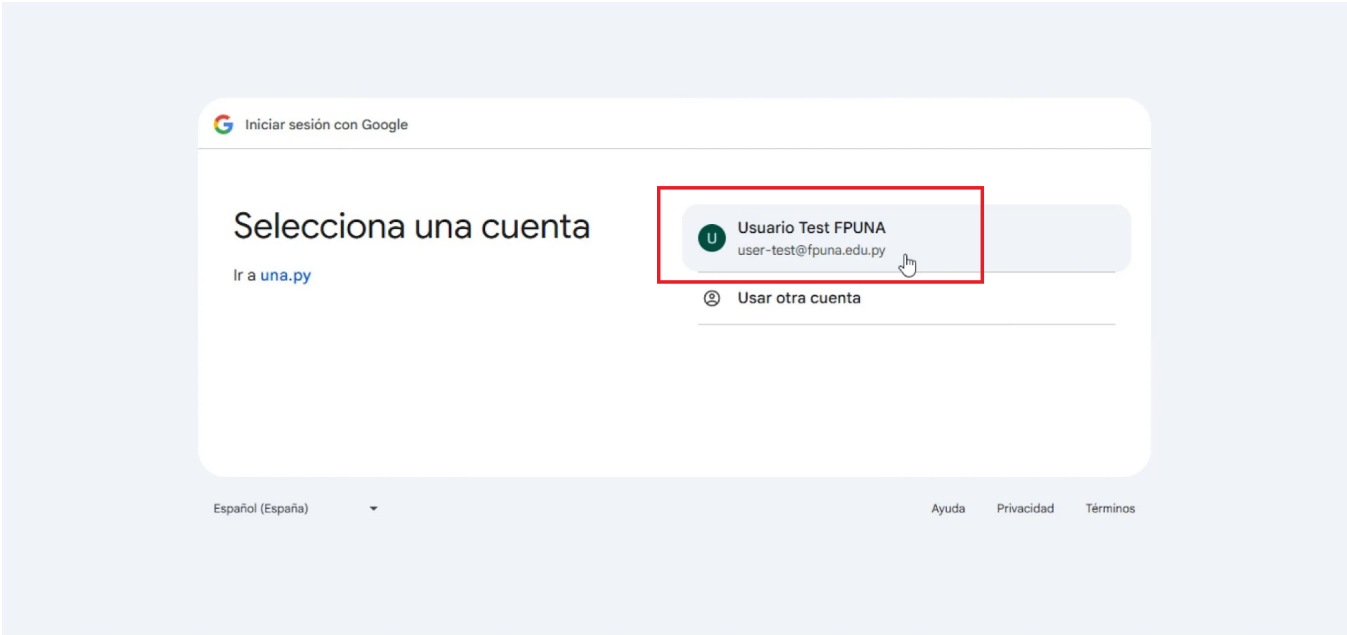 Iniciar sesión con Google
Selecciona una cuenta
Ir a una.py
U
Usuario Test FPUNA
user-test@fpuna.edu.py
Usar otra cuenta
Español (España)
Ayuda
Privacidad
Términos